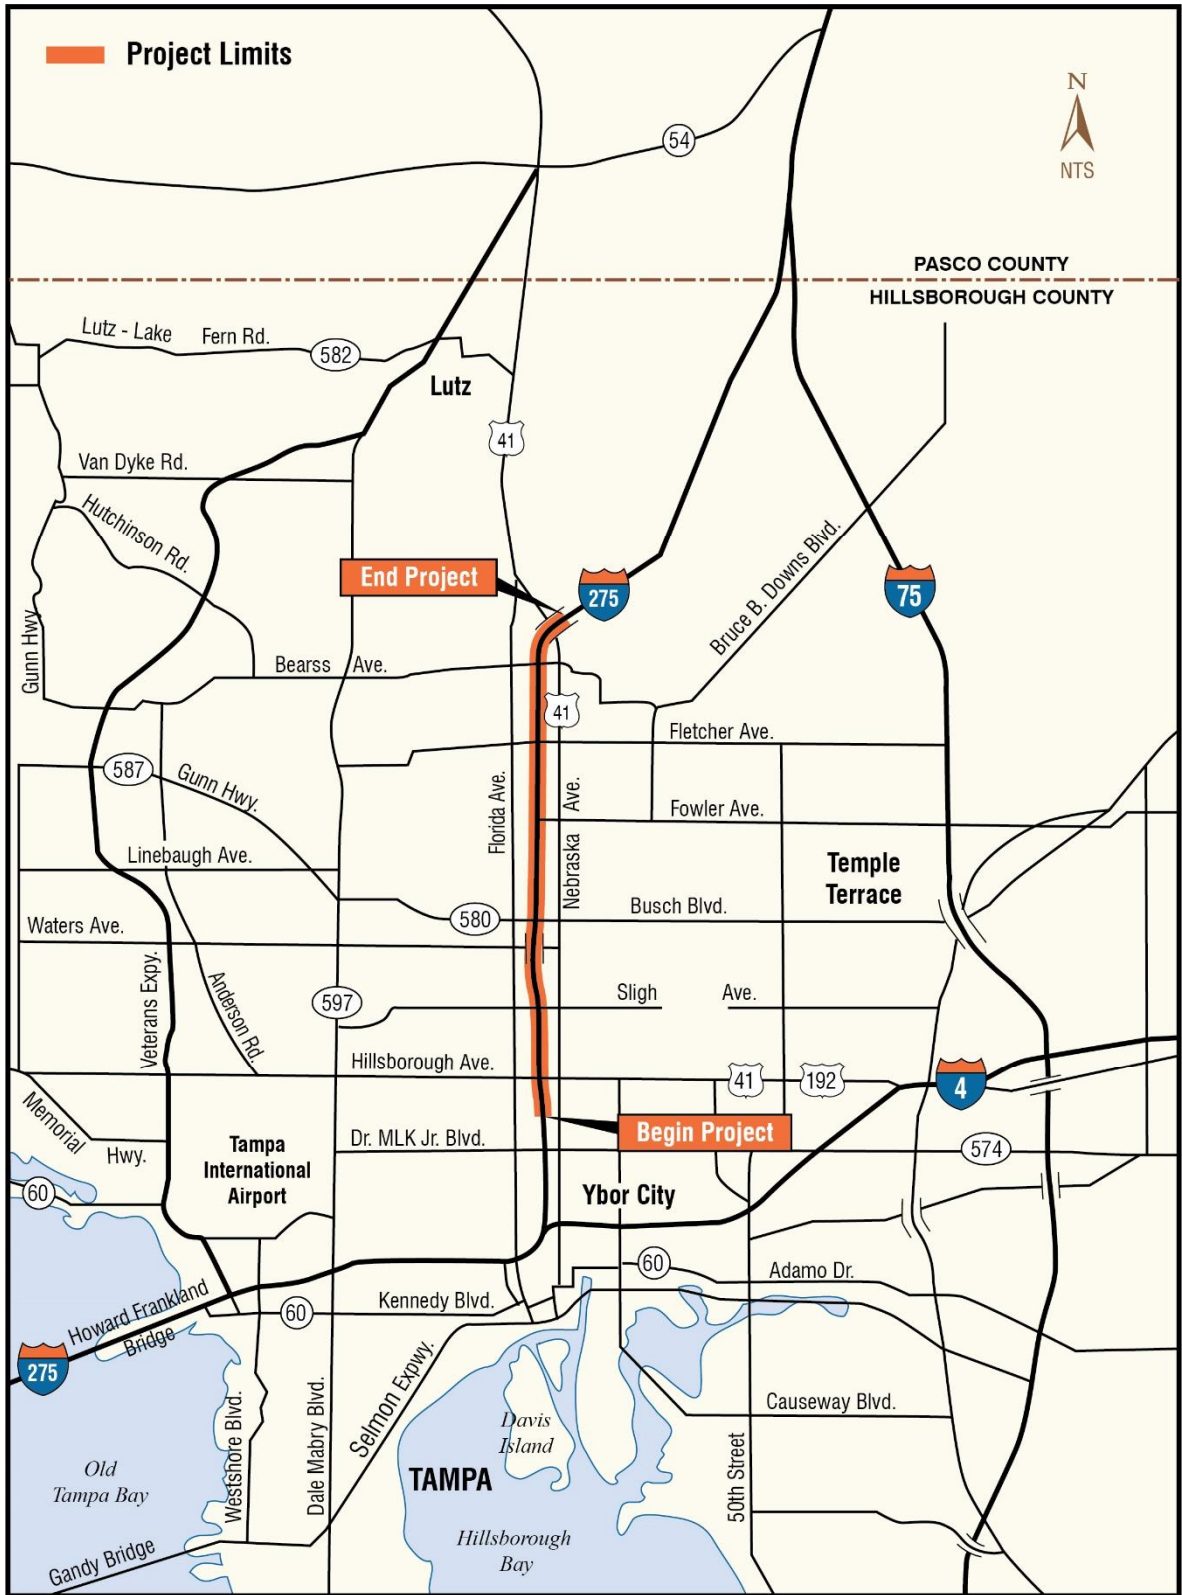 Project Limits
N
NTS
54
PASCO COUNTY
HILLSBOROUGH COUNTY
Lutz - Lake Fern Rd.
582
Lutz
41
Van Dyke Rd.
Hutchinson Rd.
End Project
275
75
Bruce B. Downs Blvd.
Gunn Hwy.
Bearss Ave.
41
Fletcher Ave.
587
Gunn Hwy.
Florida Ave.
Nebraska Ave.
Fowler Ave.
Linebaugh Ave.
Temple
Terrace
580
Busch Blvd.
Waters Ave.
Veterans Expy.
Anderson Rd.
597
Sligh Ave.
Hillsborough Ave.
41
192
4
Memorial Hwy.
Begin Project
Dr. MLK Jr. Blvd.
574
Tampa
International
Airport
60
Ybor City
60
Adamo Dr.
Kennedy Blvd.
60
Howard Frankland
Bridge
275
Selmon Expwy.
Westshore Blvd.
Dale Mabry Blvd.
Causeway Blvd.
Davis
Island
50th Street
TAMPA
Old
Tampa Bay
Hillsborough
Bay
Gandy Bridge